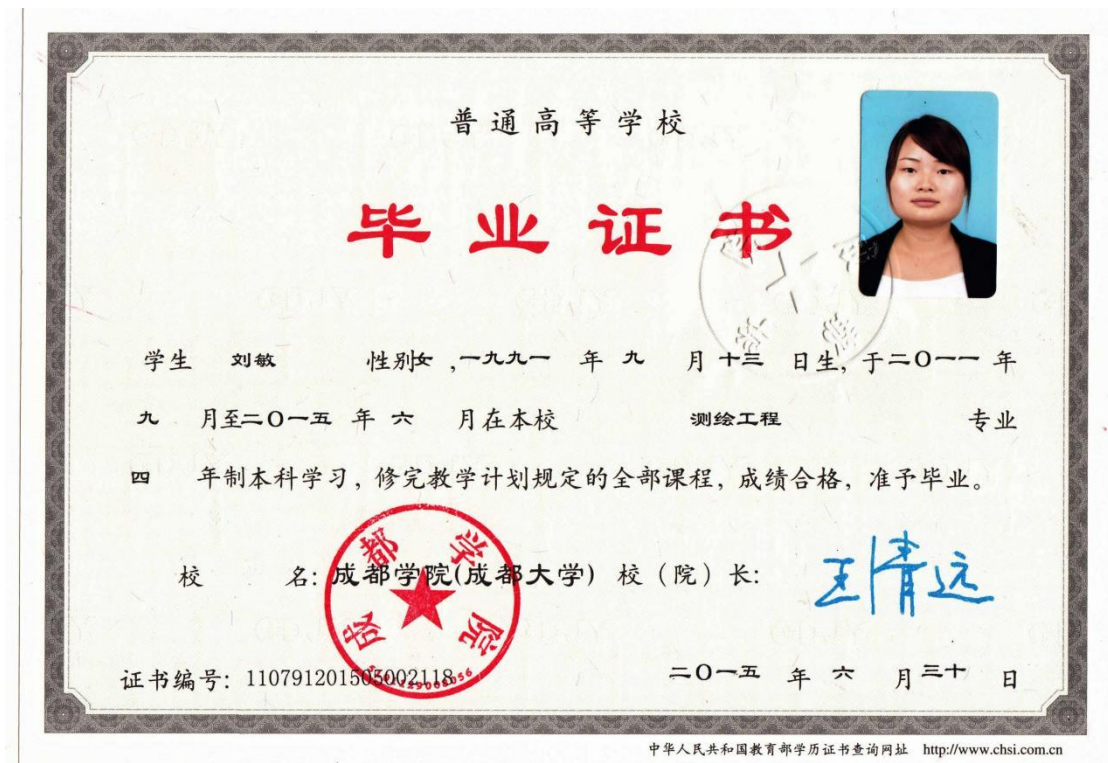 普通高等学校
毕业证书
学生 刘敏 性别女,一九九一 年 九 月 十三 日生, 于二〇一一 年
九 月至二〇一五 年 六 月在本校 测绘工程 专业
四 年制本科学习, 修完教学计划规定的全部课程, 成绩合格, 准予毕业。
校 名: 成都学院(成都大学) 校(院)长: 王清远
成都学院
证书编号: 110791201505002118
二〇一五 年 六 月 三十 日
中华人民共和国教育部学历证书查询网址 http://www.chsi.com.cn